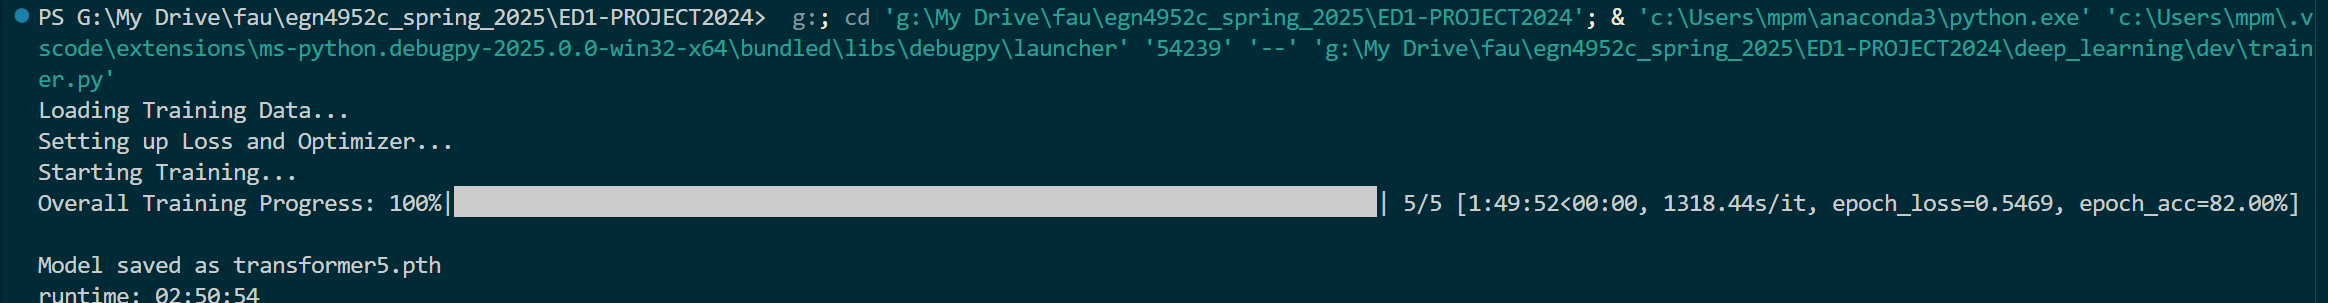 PS G:\My Drive\fau\egn4952c_spring_2025\ED1-PROJECT2024>  g:; cd 'g:\My Drive\fau\egn4952c_spring_2025\ED1-PROJECT2024'; & 'c:\Users\mpm\anaconda3\python.exe' 'c:\Users\mpm\.v
scode\extensions\ms-python.debugpy-2025.0.0-win32-x64\bundled\libs\debugpy\launcher' '54239' '--' 'g:\My Drive\fau\egn4952c_spring_2025\ED1-PROJECT2024\deep_learning\dev\train
er.py'
Loading Training Data...
Setting up Loss and Optimizer...
Starting Training...
Overall Training Progress: 100%|| 5/5 [1:49:52<00:00, 1318.44s/it, epoch_loss=0.5469, epoch_acc=82.00%]
Model saved as transformer5.pth
runtime: 02:50:54